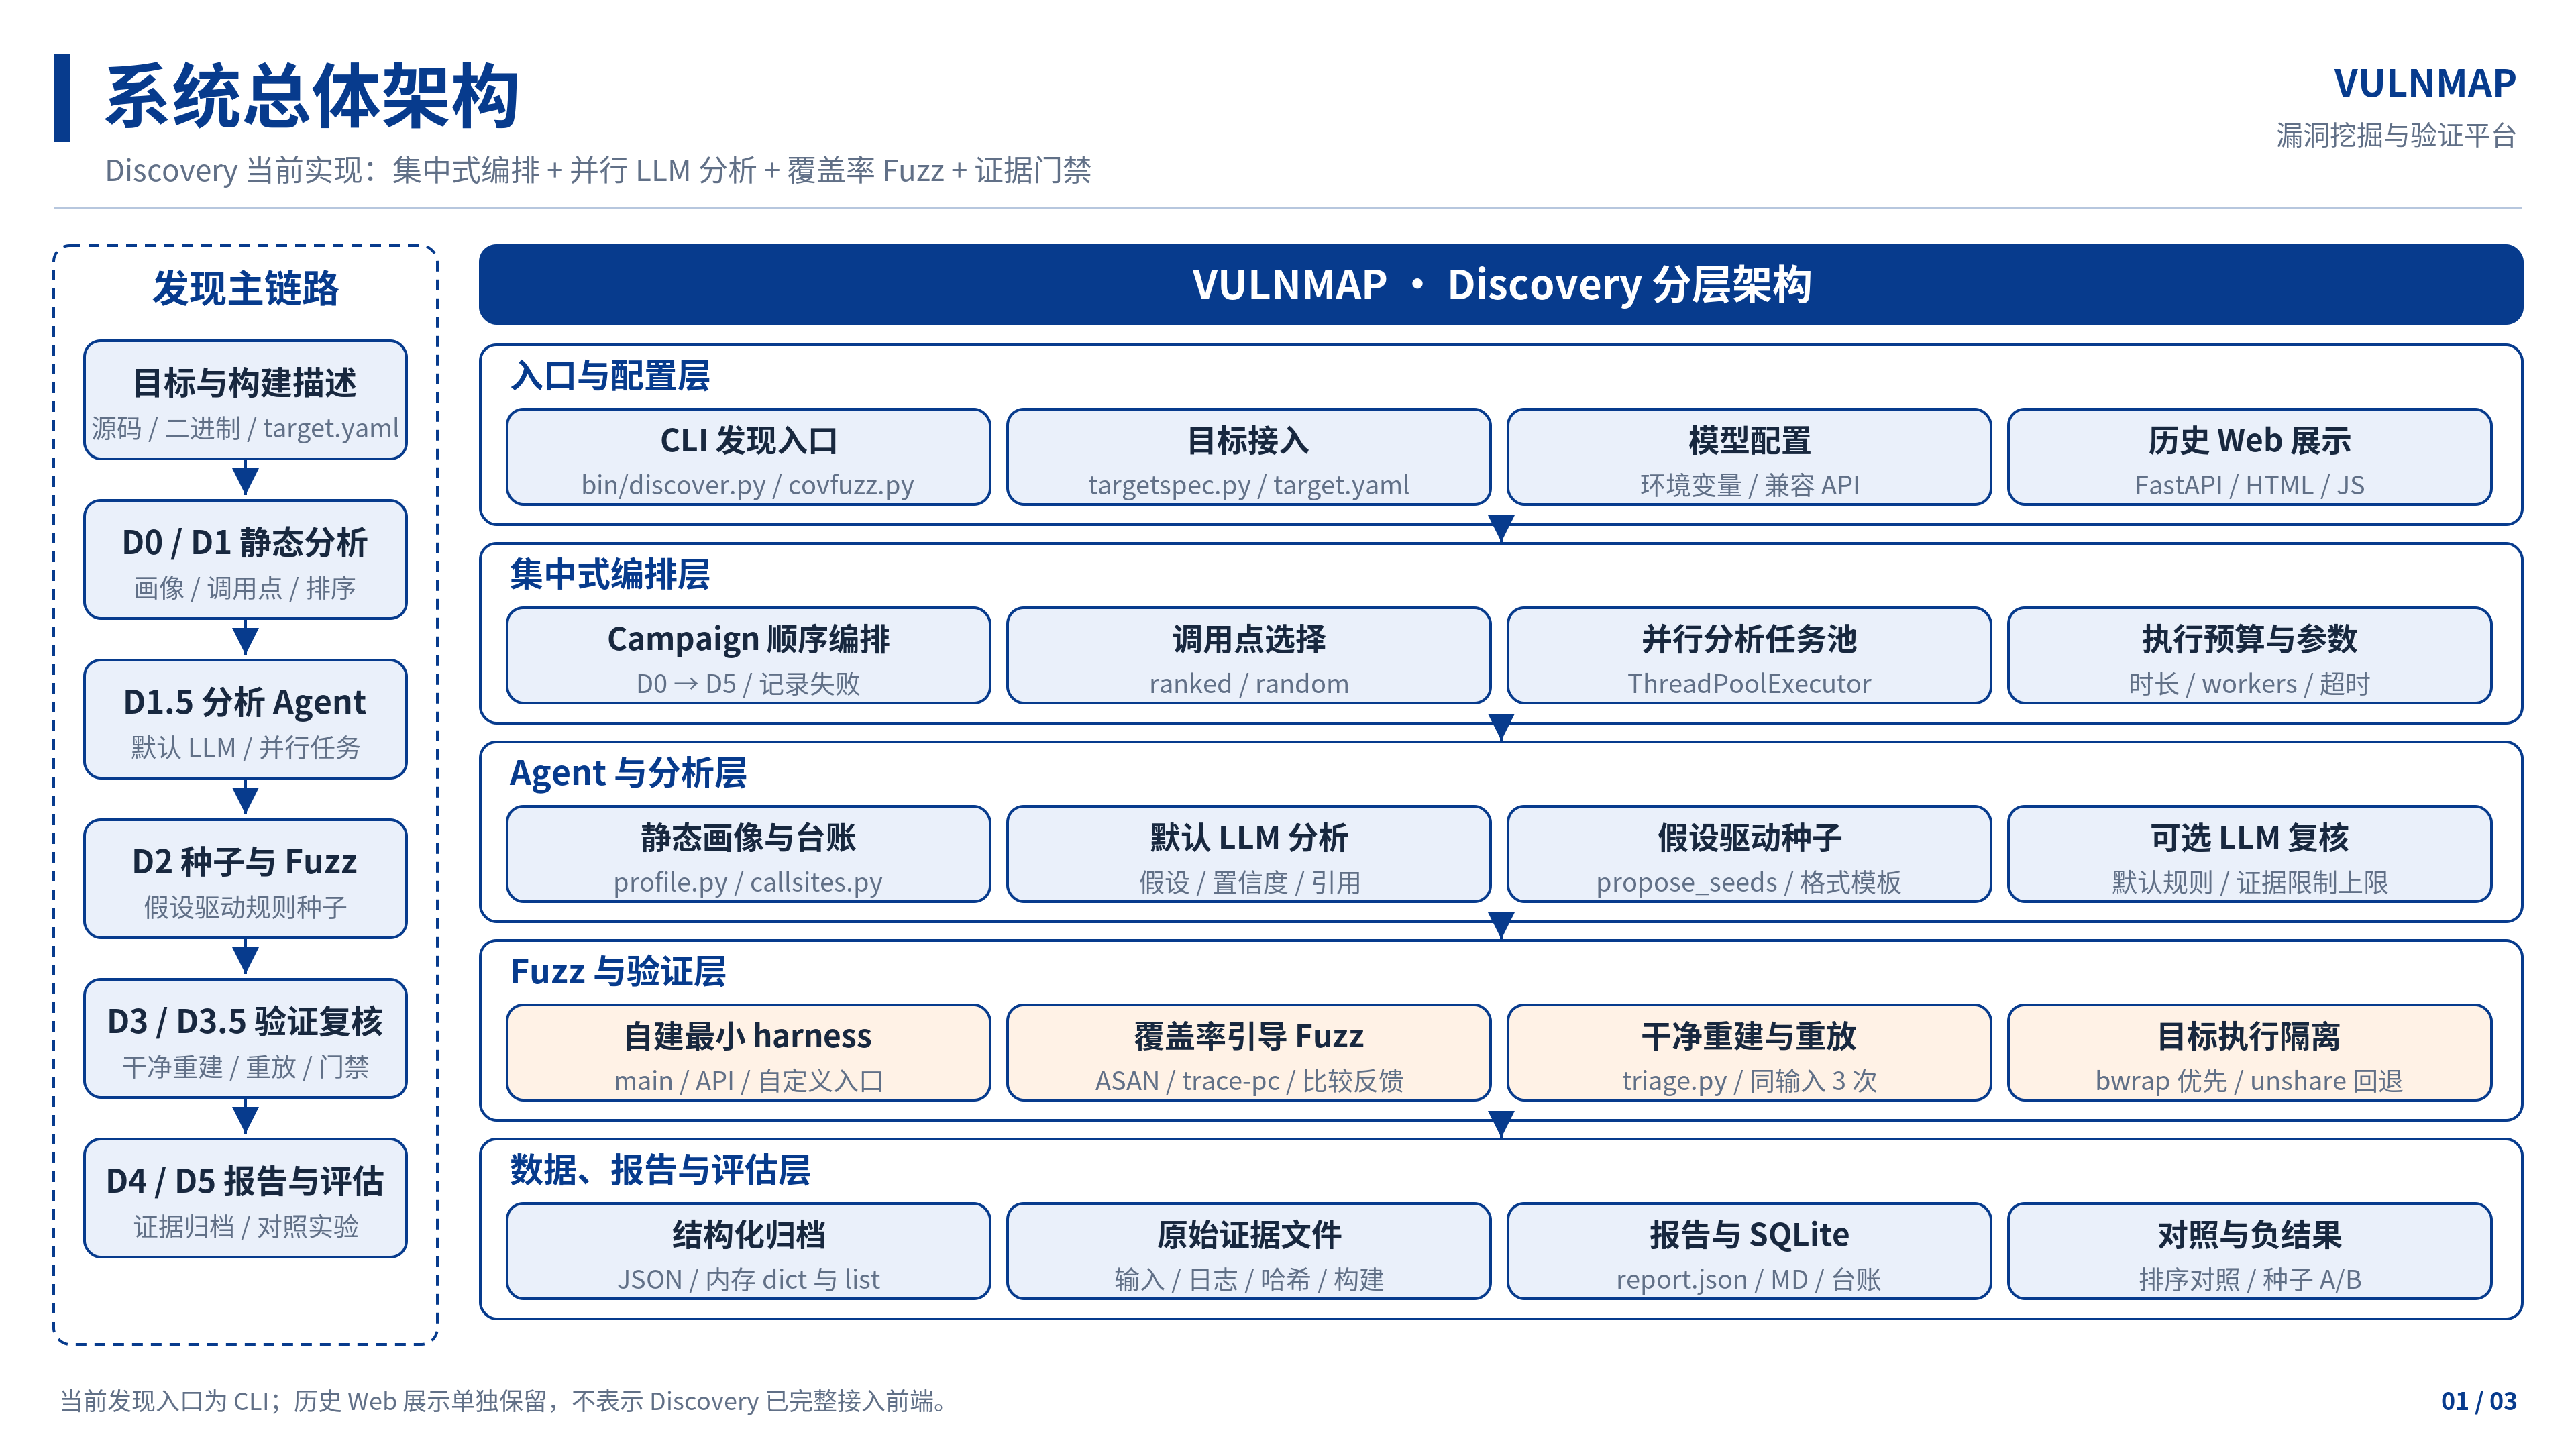 系统总体架构
Discovery 当前实现：集中式编排 + 并行 LLM 分析 + 覆盖率 Fuzz + 证据门禁
VULNMAP
漏洞挖掘与验证平台
发现主链路
目标与构建描述
源码 / 二进制 / target.yaml
D0 / D1 静态分析
画像 / 调用点 / 排序
D1.5 分析 Agent
默认 LLM / 并行任务
D2 种子与 Fuzz
假设驱动规则种子
D3 / D3.5 验证复核
干净重建 / 重放 / 门禁
D4 / D5 报告与评估
证据归档 / 对照实验
VULNMAP · Discovery 分层架构
入口与配置层
CLI 发现入口
bin/discover.py / covfuzz.py
目标接入
targetspec.py / target.yaml
模型配置
环境变量 / 兼容 API
历史 Web 展示
FastAPI / HTML / JS
集中式编排层
Campaign 顺序编排
D0 → D5 / 记录失败
调用点选择
ranked / random
并行分析任务池
ThreadPoolExecutor
执行预算与参数
时长 / workers / 超时
Agent 与分析层
静态画像与台账
profile.py / callsites.py
默认 LLM 分析
假设 / 置信度 / 引用
假设驱动种子
propose_seeds / 格式模板
可选 LLM 复核
默认规则 / 证据限制上限
Fuzz 与验证层
自建最小 harness
main / API / 自定义入口
覆盖率引导 Fuzz
ASAN / trace-pc / 比较反馈
干净重建与重放
triage.py / 同输入 3 次
目标执行隔离
bwrap 优先 / unshare 回退
数据、报告与评估层
结构化归档
JSON / 内存 dict 与 list
原始证据文件
输入 / 日志 / 哈希 / 构建
报告与 SQLite
report.json / MD / 台账
对照与负结果
排序对照 / 种子 A/B
当前发现入口为 CLI；历史 Web 展示单独保留，不表示 Discovery 已完整接入前端。
01 / 03